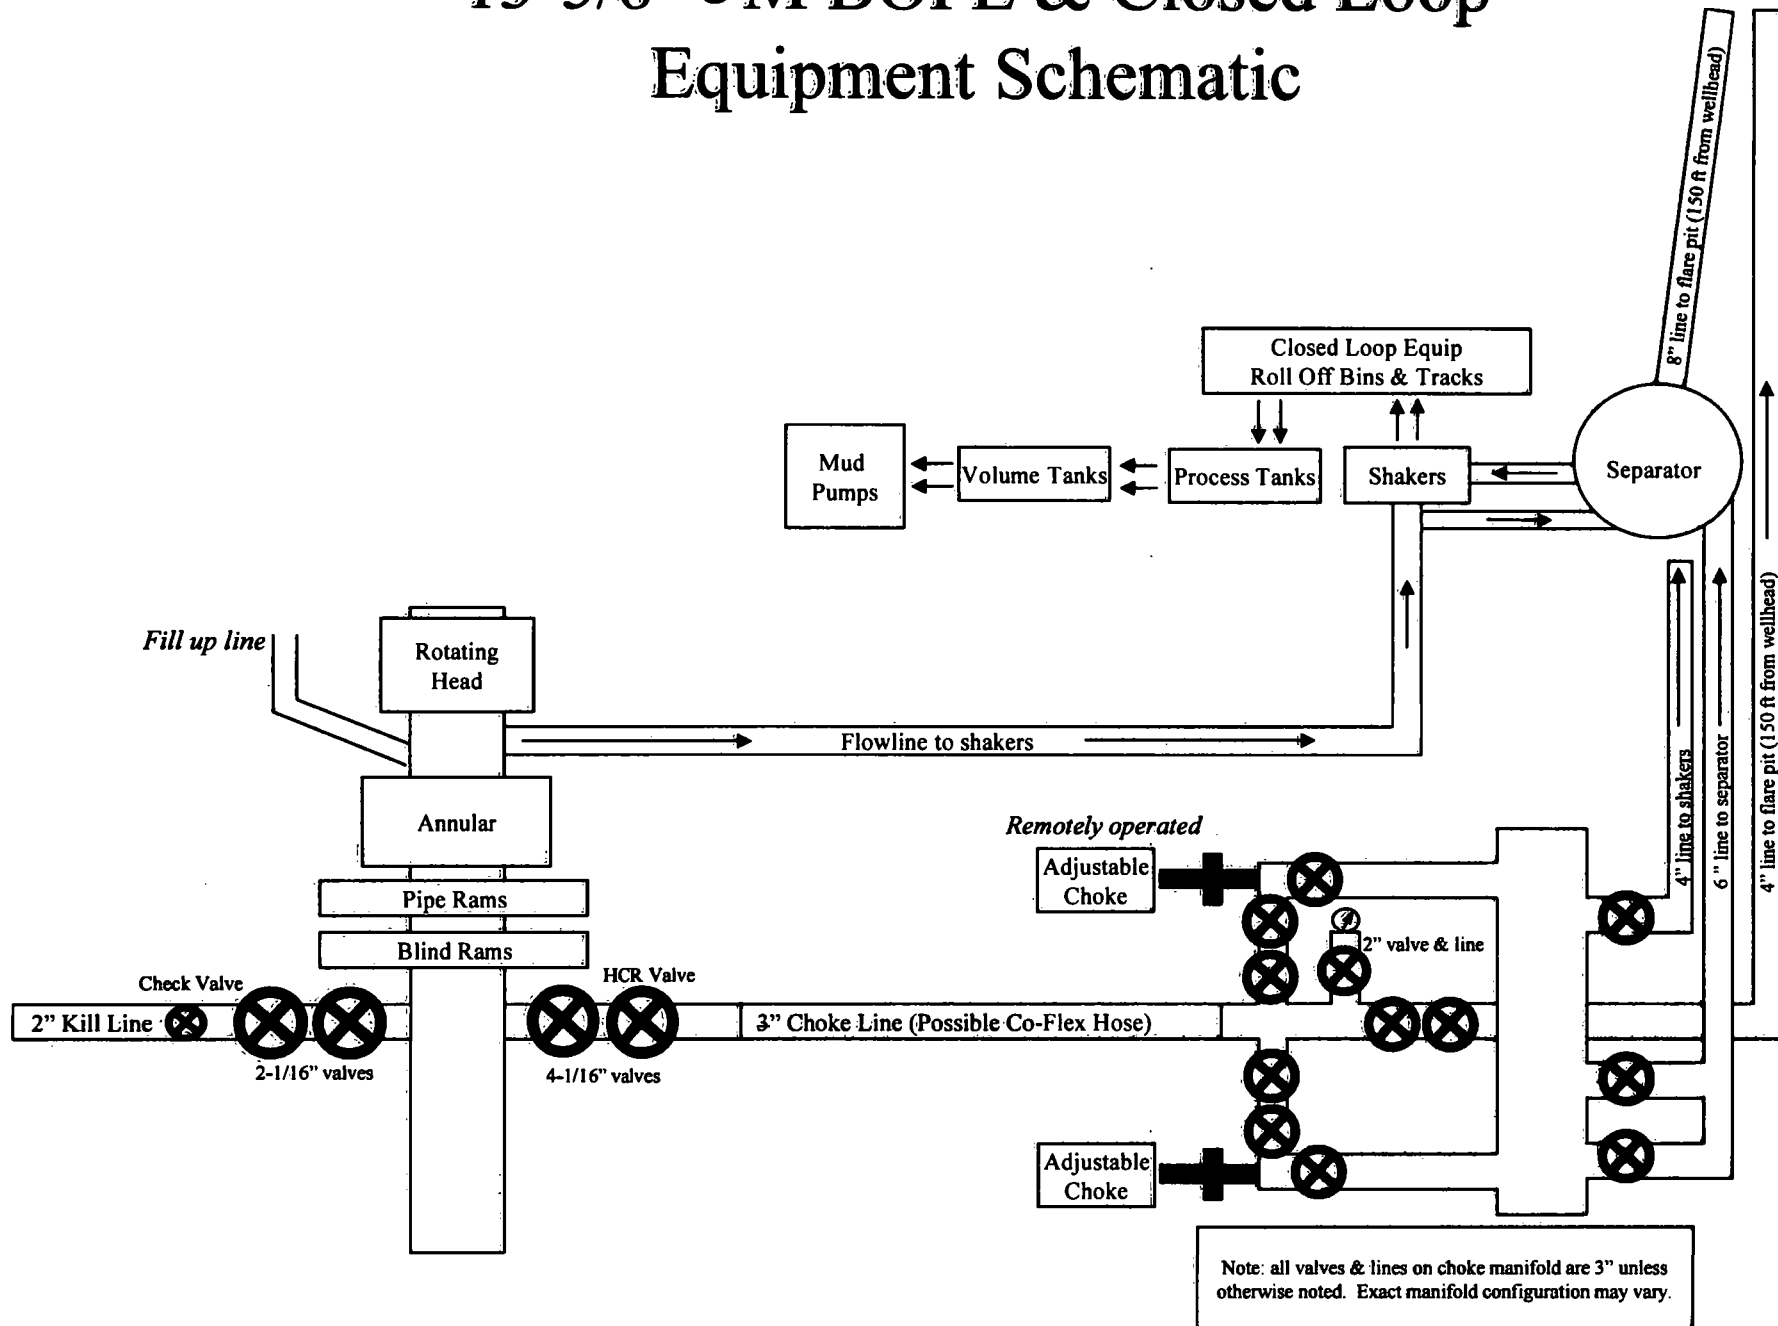 BOPE & Closed Loop
Equipment Schematic
8" line to flare pit (150 ft from wellhead)
Closed Loop Equip
Roll Off Bins & Tracks
Mud
Pumps
Volume Tanks
Process Tanks
Shakers
Separator
Fill up line
Rotating
Head
Flowline to shakers
Annular
Pipe Rams
Blind Rams
Check Valve
HCR Valve
2" Kill Line
3" Choke Line (Possible Co-Flex Hose)
2-1/16" valves
4-1/16" valves
Remotely operated
Adjustable
Choke
2" valve & line
Adjustable
Choke
4" line to shakers
6" line to separator
4" line to flare pit (150 ft from wellhead)
Note: all valves & lines on choke manifold are 3" unless
otherwise noted. Exact manifold configuration may vary.